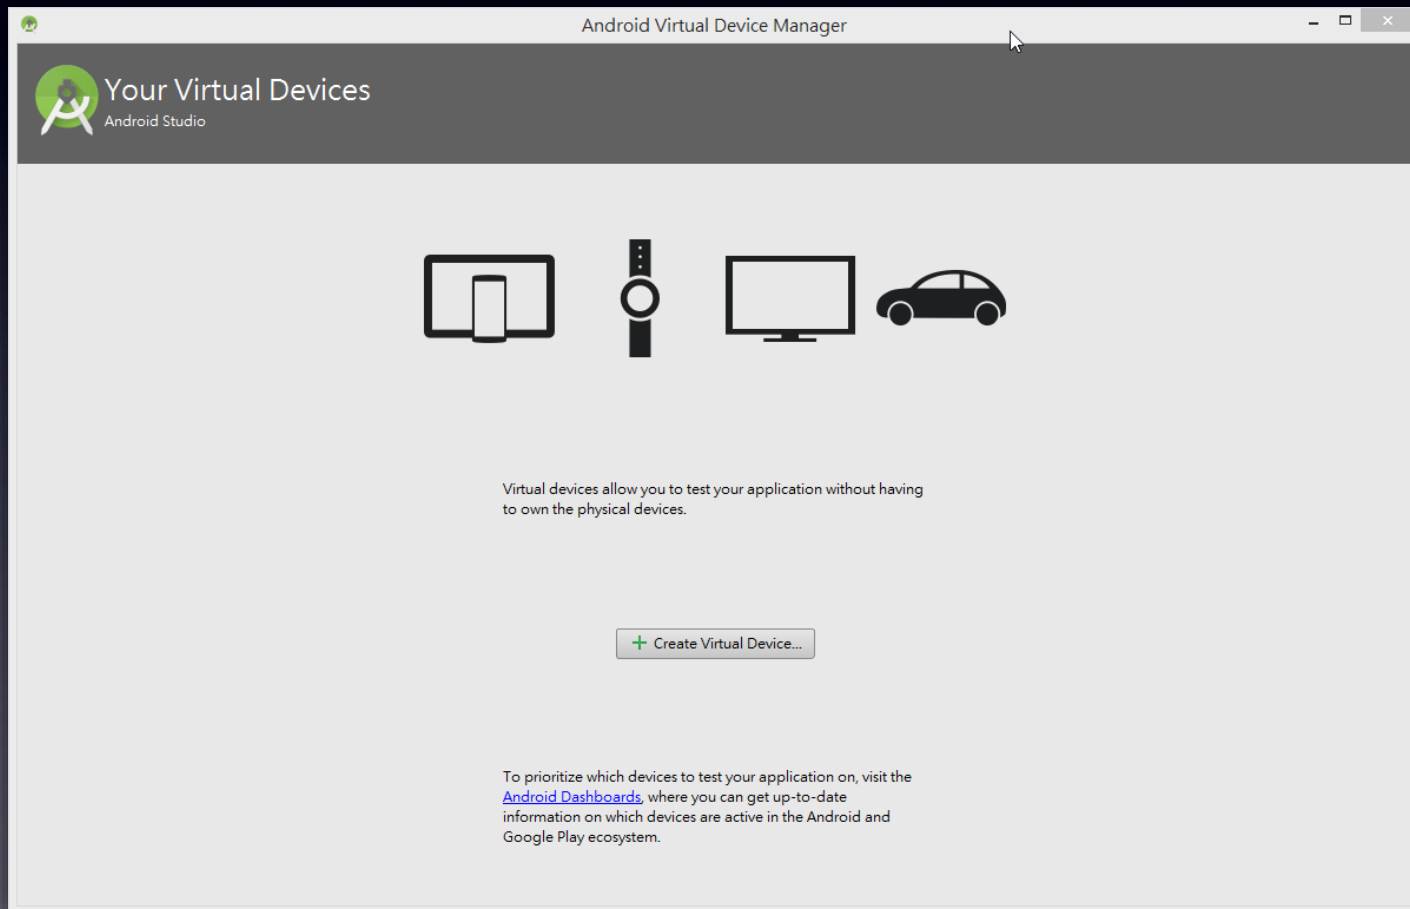 Android Virtual Device Manager
Your Virtual Devices
Android Studio
Virtual devices allow you to test your application without having
to own the physical devices.
Create Virtual Device...
To prioritize which devices to test your application on, visit the
Android Dashboards, where you can get up-to-date
information on which devices are active in the Android and
Google Play ecosystem.